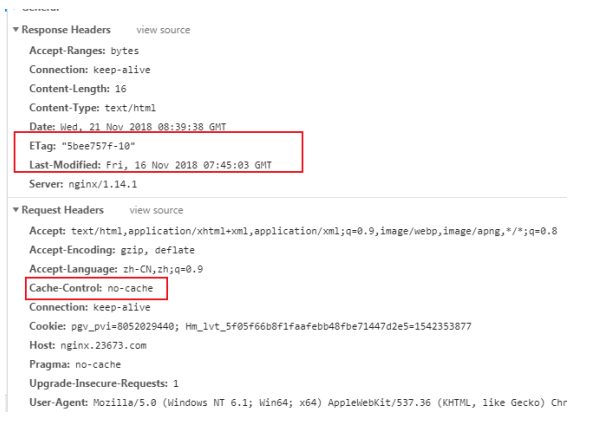 General
▼ Response Headers view source
Accept-Ranges: bytes
Connection: keep-alive
Content-Length: 16
Content-Type: text/html
Date: Wed, 21 Nov 2018 08:39:38 GMT
ETag: "5bee757f-10"
Last-Modified: Fri, 16 Nov 2018 07:45:03 GMT
Server: nginx/1.14.1
▼ Request Headers view source
Accept: text/html,application/xhtml+xml,application/xml;q=0.9,image/webp,image/apng,*/*;q=0.8
Accept-Encoding: gzip, deflate
Accept-Language: zh-CN,zh;q=0.9
Cache-Control: no-cache
Connection: keep-alive
Cookie: pgv_pvi=8052029440; Hm_lvt_5f05f66b8f1faafebb48fbe71447d2e5=1542353877
Host: nginx.23673.com
Pragma: no-cache
Upgrade-Insecure-Requests: 1
User-Agent: Mozilla/5.0 (Windows NT 6.1; Win64; x64) AppleWebKit/537.36 (KHTML, like Gecko) Chr